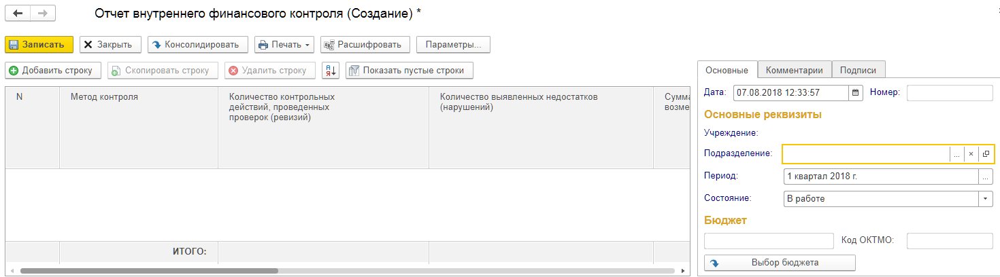 Отчет внутреннего финансового контроля (Создание) *
Записать Закрыть Консолидировать Печать Расшифровать Параметры...
Добавить строку Скопировать строку Удалить строку А Я Показать пустые строки
N Метод контроля Количество контрольных Количество выявленных недостатков Сумма
действий, проведенных (нарушений) возме
проверок (ревизий)
ИТОГО:
Основные Комментарии Подписи
Дата: 07.08.2018 12:33:57 Номер:
Основные реквизиты
Учреждение:
Подразделение: ... ×
Период: 1 квартал 2018 г. ...
Состояние: В работе
Бюджет
Код ОКТМО:
Выбор бюджета